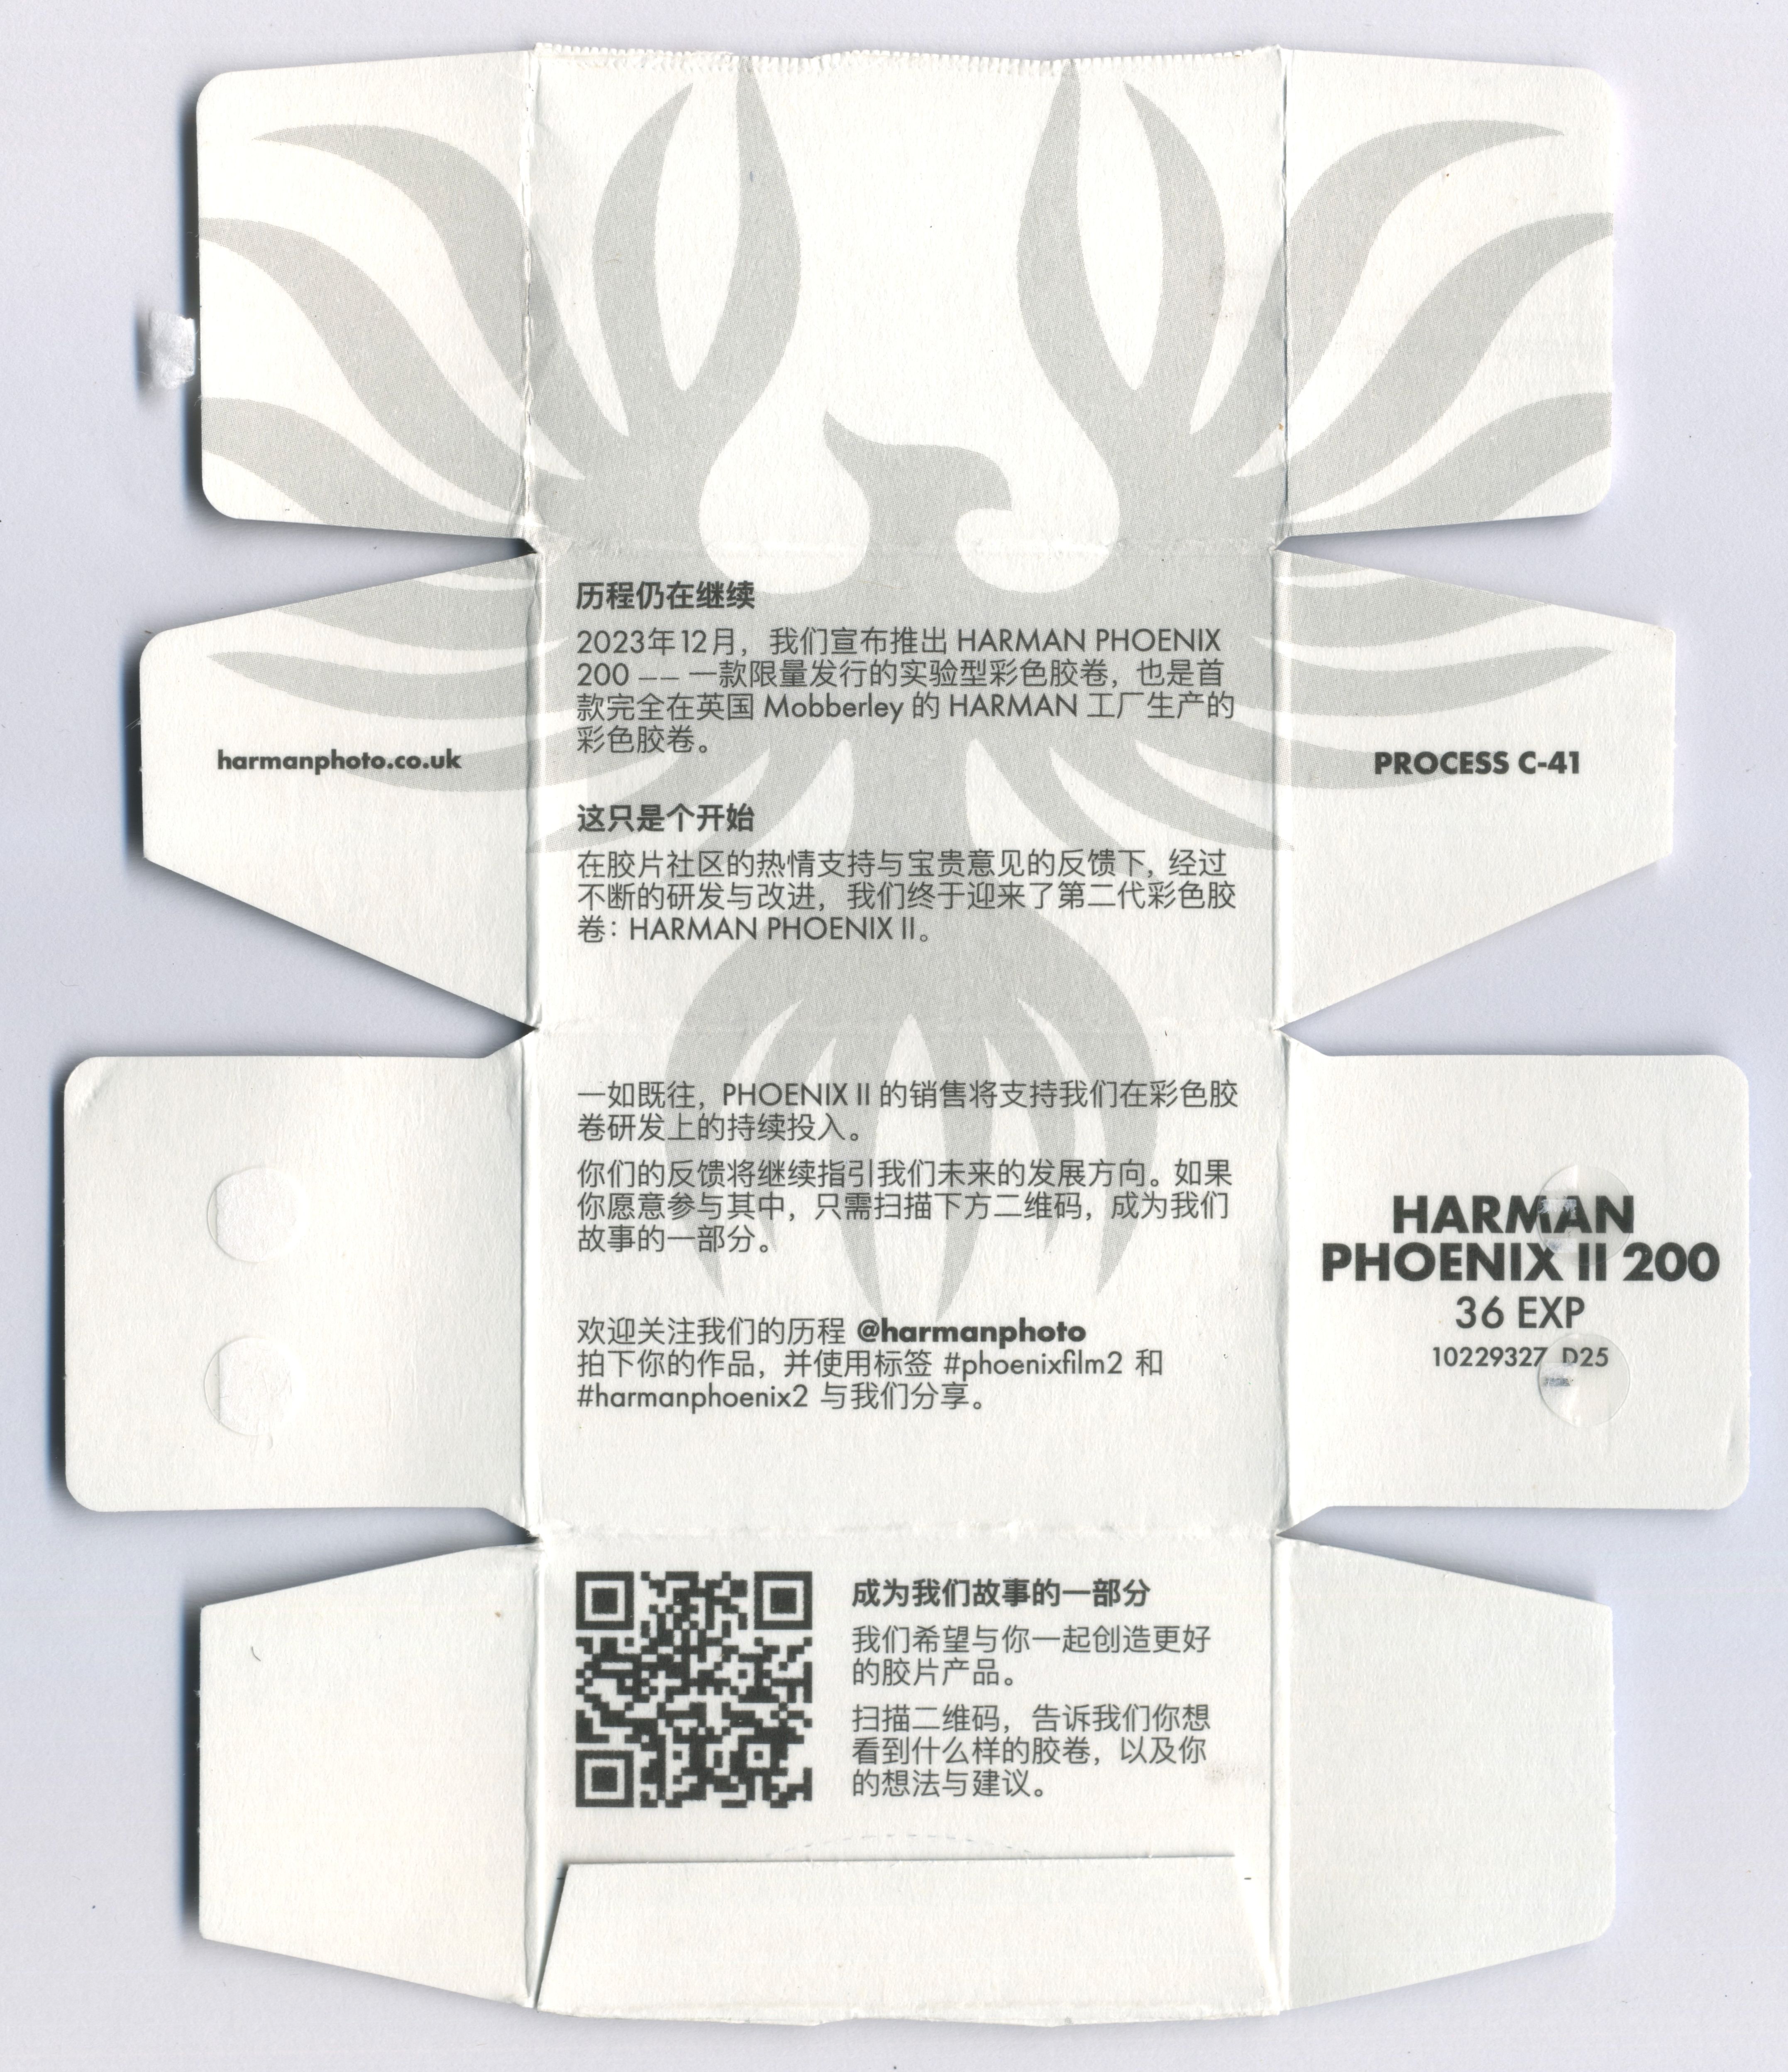 历程仍在继续
2023年12月，我们宣布推出 HARMAN PHOENIX
200 —— 一款限量发行的实验型彩色胶卷，也是首
款完全在英国 Mobberley 的 HARMAN 工厂生产的
彩色胶卷。
harmanphoto.co.uk
PROCESS C-41
这只是个开始
在胶片社区的热情支持与宝贵意见的反馈下，经过
不断的研发与改进，我们终于迎来了第二代彩色胶
卷：HARMAN PHOENIX II。
一如既往，PHOENIX II 的销售将支持我们在彩色胶
卷研发上的持续投入。
你们的反馈将继续指引我们未来的发展方向。如果
你愿意参与其中，只需扫描下方二维码，成为我们
故事的一部分。
欢迎关注我们的历程 @harmanphoto
拍下你的作品，并使用标签 #phoenixfilm2 和
#harmanphoenix2 与我们分享。
HARMAN
PHOENIX II 200
36 EXP
10229327 D25
成为我们故事的一部分
我们希望与你一起创造更好
的胶片产品。
扫描二维码，告诉我们你想
看到什么样的胶卷，以及你
的想法与建议。